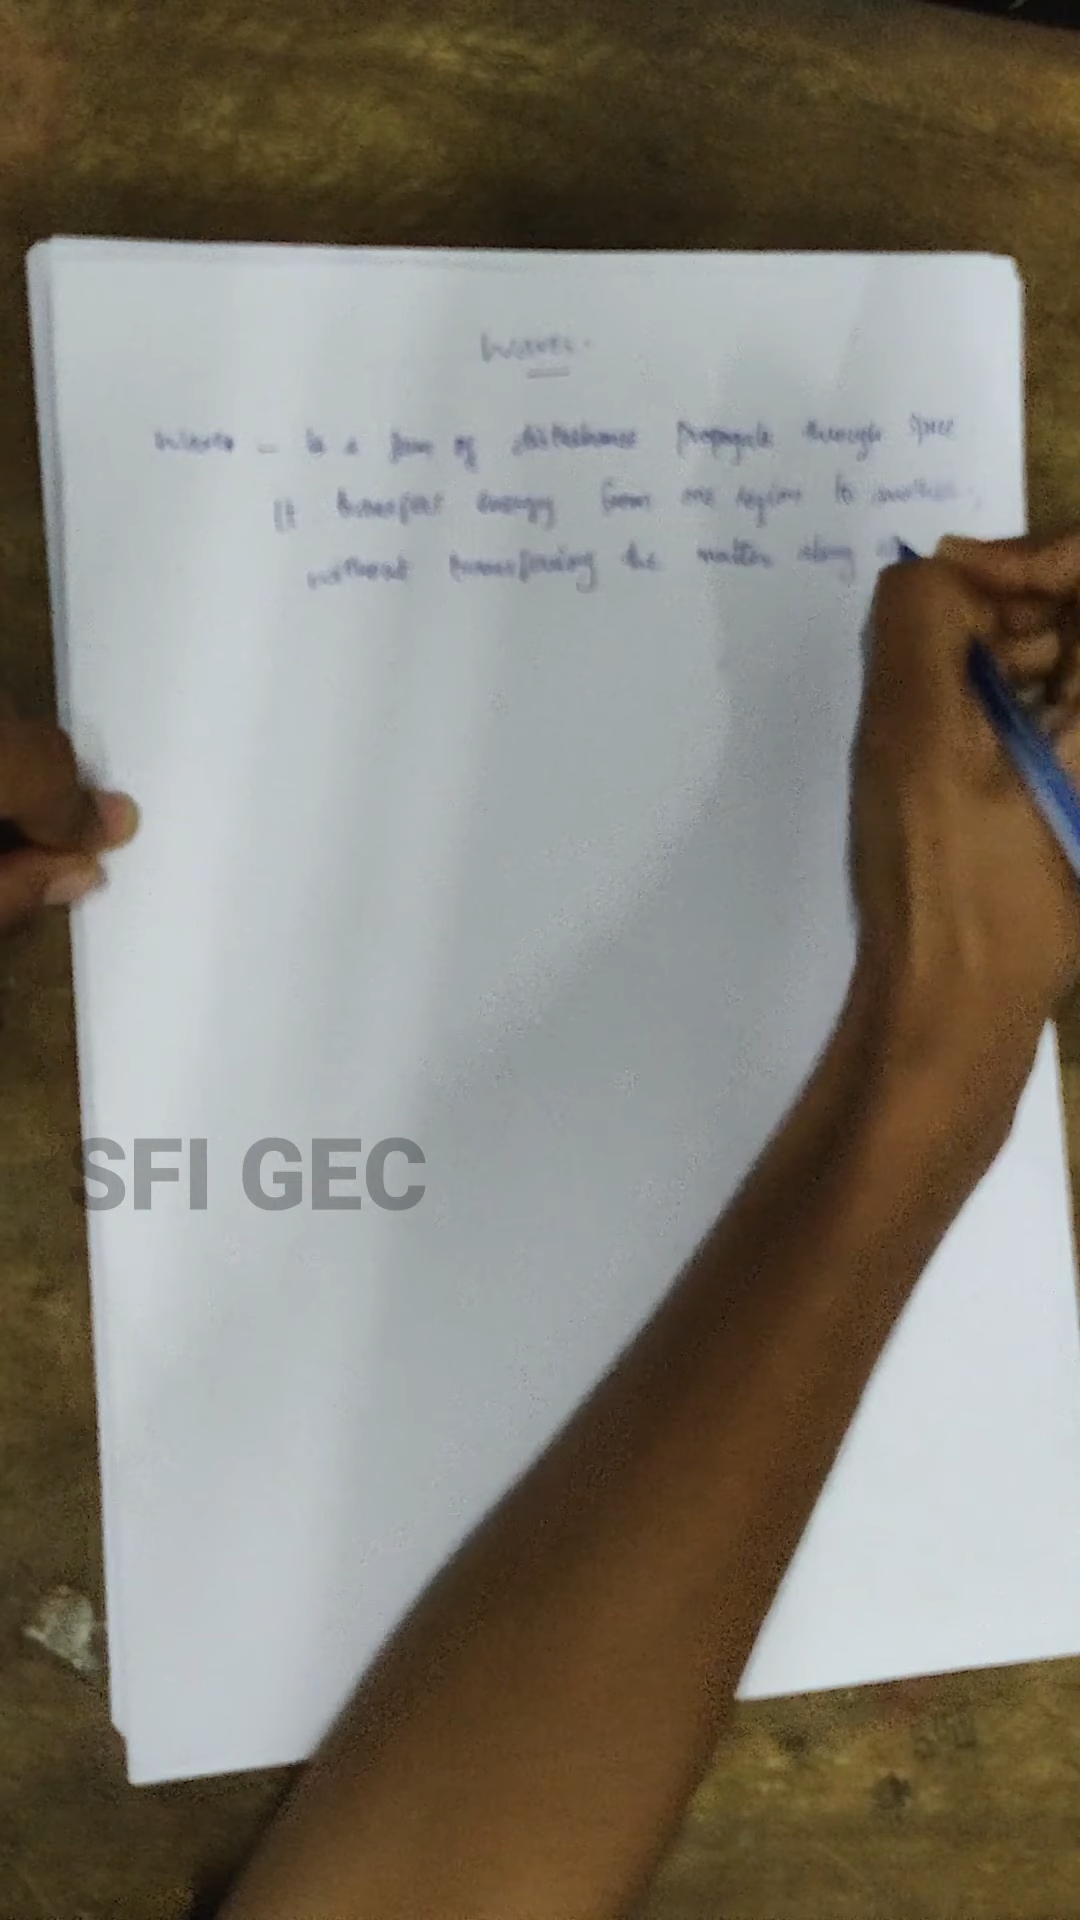 Waves.
Waves - is a form of disturbance propagate through space
It transfer energy from one region to another,
without transferring the matter along
SFI GEC